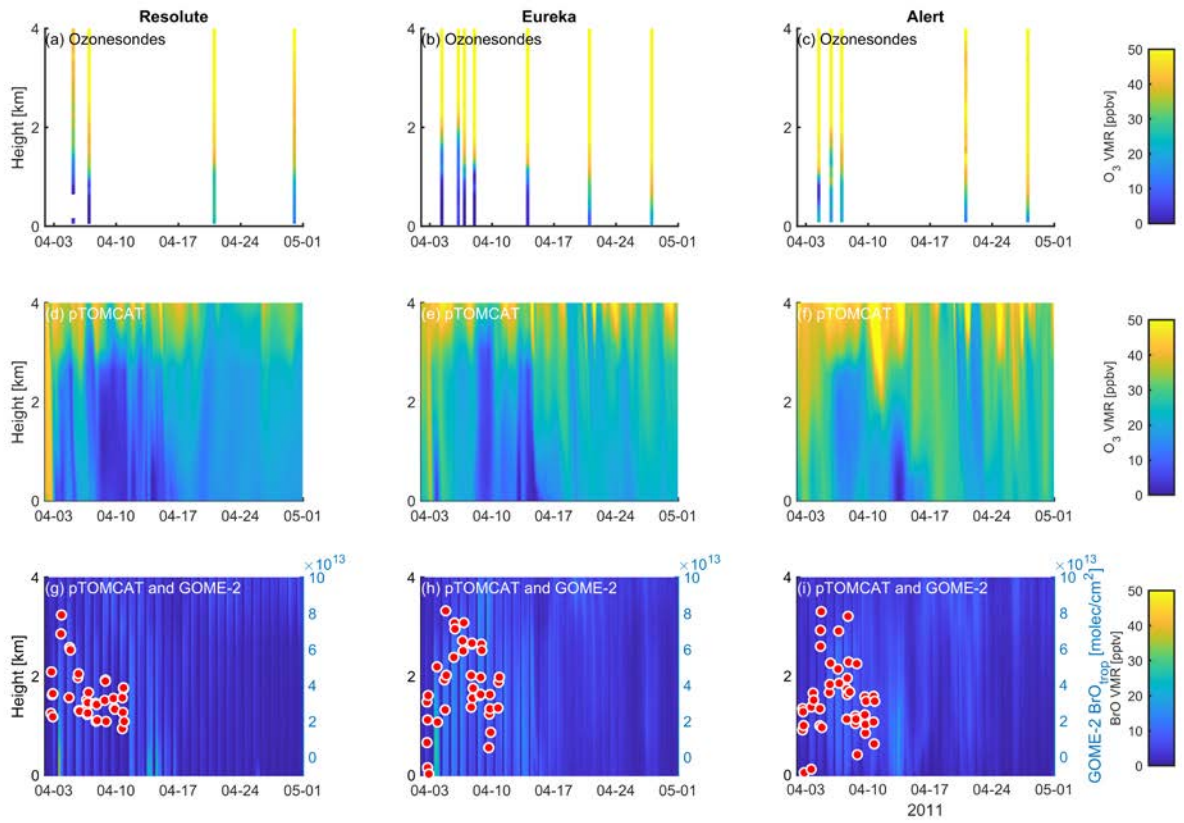 Resolute
Eureka
Alert
(a) Ozonesondes
(b) Ozonesondes
(c) Ozonesondes
Height [km]
4
2
0
04-03 04-10 04-17 04-24 05-01
4
2
0
04-03 04-10 04-17 04-24 05-01
4
2
0
04-03 04-10 04-17 04-24 05-01
O3 VMR [ppbv]
50
40
30
20
10
0
(d) pTOMCAT
(e) pTOMCAT
(f) pTOMCAT
Height [km]
4
2
0
04-03 04-10 04-17 04-24 05-01
4
2
0
04-03 04-10 04-17 04-24 05-01
4
2
0
04-03 04-10 04-17 04-24 05-01
O3 VMR [ppbv]
50
40
30
20
10
0
(g) pTOMCAT and GOME-2
(h) pTOMCAT and GOME-2
(i) pTOMCAT and GOME-2
Height [km]
4
2
0
04-03 04-10 04-17 04-24 05-01
×10^13
10
8
6
4
2
0
4
2
0
04-03 04-10 04-17 04-24 05-01
×10^13
10
8
6
4
2
0
4
2
0
04-03 04-10 04-17 04-24 05-01
2011
×10^13
10
8
6
4
2
0
GOME-2 BrO_trop [molec/cm^2]
BrO VMR [pptv]
50
40
30
20
10
0